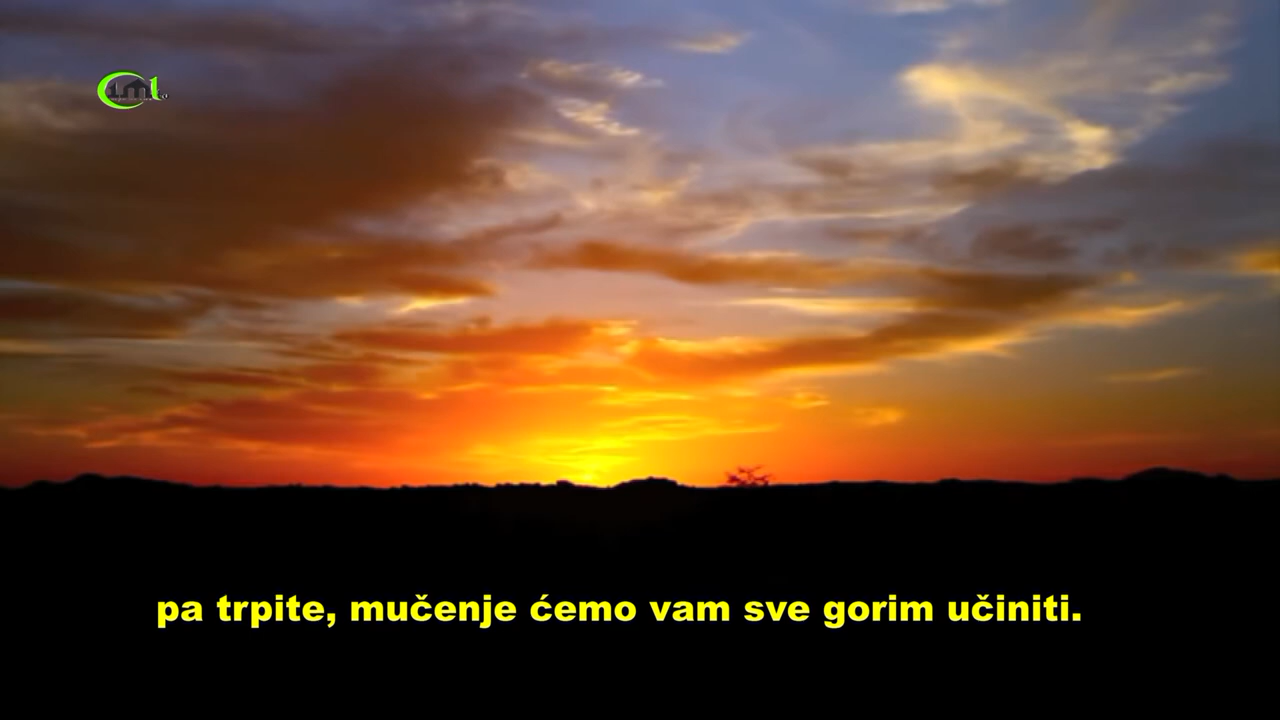 pa trpite, mučenje ćemo vam sve gorim učiniti.